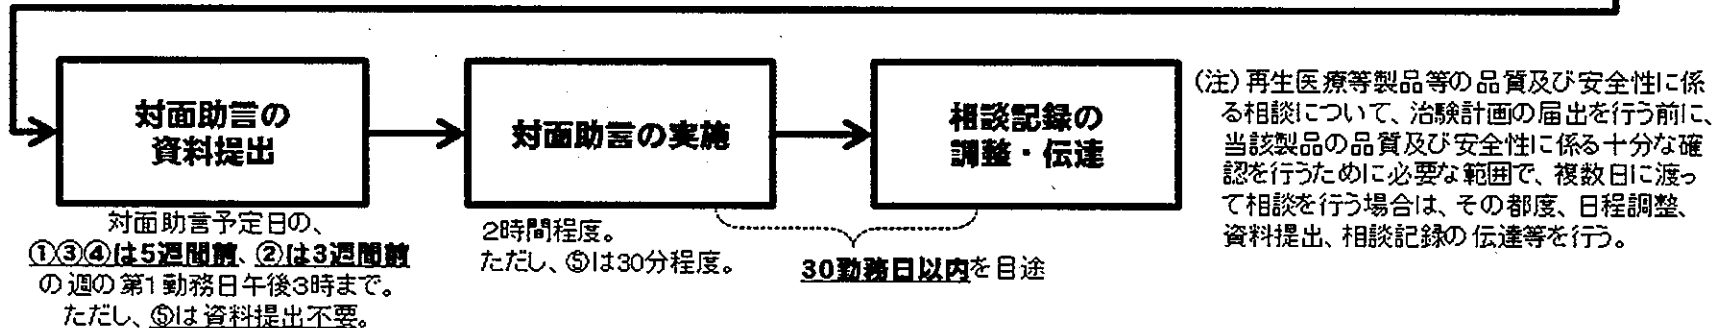 対面助言の
資料提出
対面助言の実施
相談記録の
調整・伝達
対面助言予定日の、
①③④は5週間前、②は3週間前
の週の第1勤務日午後3時まで。
ただし、⑤は資料提出不要。
2時間程度。
ただし、⑤は30分程度。
30勤務日以内を目途
(注)再生医療等製品等の品質及び安全性に係
る相談について、治験計画の届出を行う前に、
当該製品の品質及び安全性に係る十分な確
認を行うために必要な範囲で、複数日に渡っ
て相談を行う場合は、その都度、日程調整、
資料提出、相談記録の伝達等を行う。